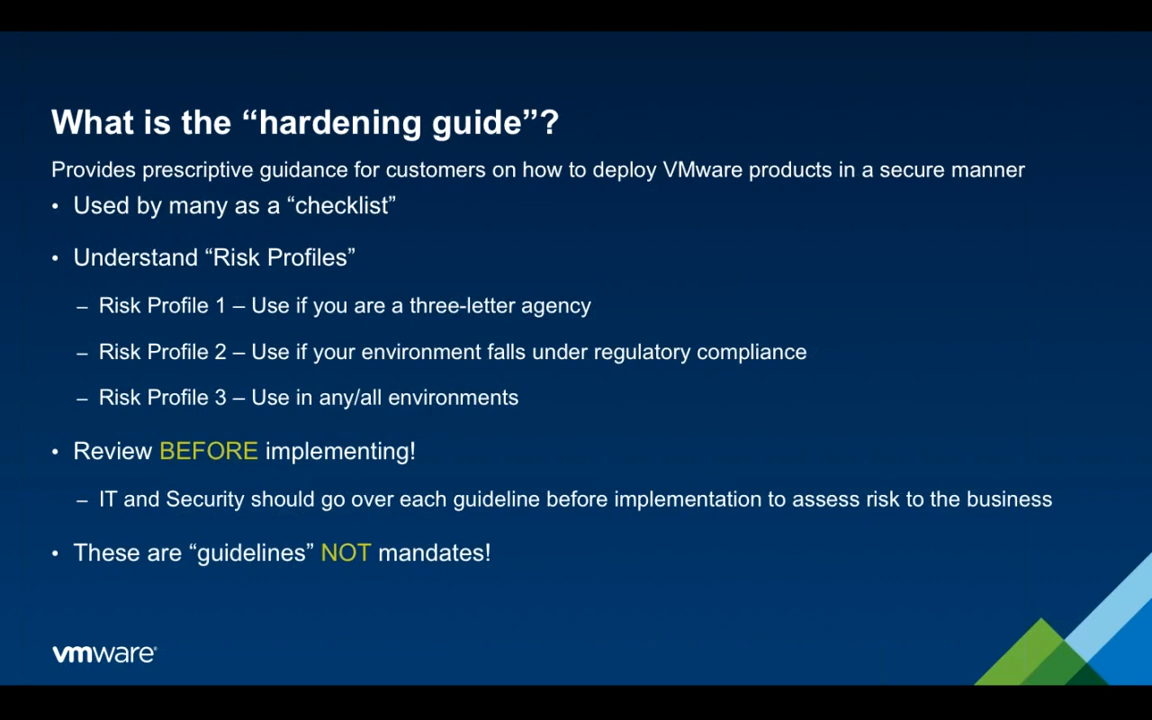 What is the “hardening guide”?
Provides prescriptive guidance for customers on how to deploy VMware products in a secure manner
• Used by many as a “checklist”
• Understand “Risk Profiles”
– Risk Profile 1 – Use if you are a three-letter agency
– Risk Profile 2 – Use if your environment falls under regulatory compliance
– Risk Profile 3 – Use in any/all environments
• Review BEFORE implementing!
– IT and Security should go over each guideline before implementation to assess risk to the business
• These are “guidelines” NOT mandates!
vmware®